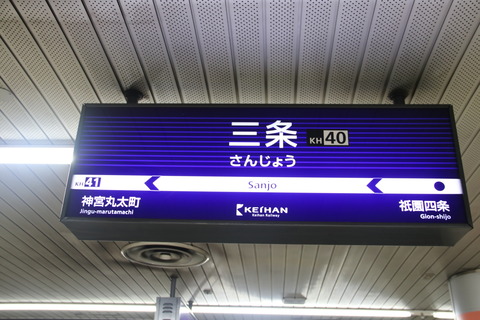 三条 KH 40
さんじょう
KH 41 Sanjo
神宮丸太町 祇園四条
Jingu-marutamachi Gion-shijo
KEIHAN
Keihan Railway